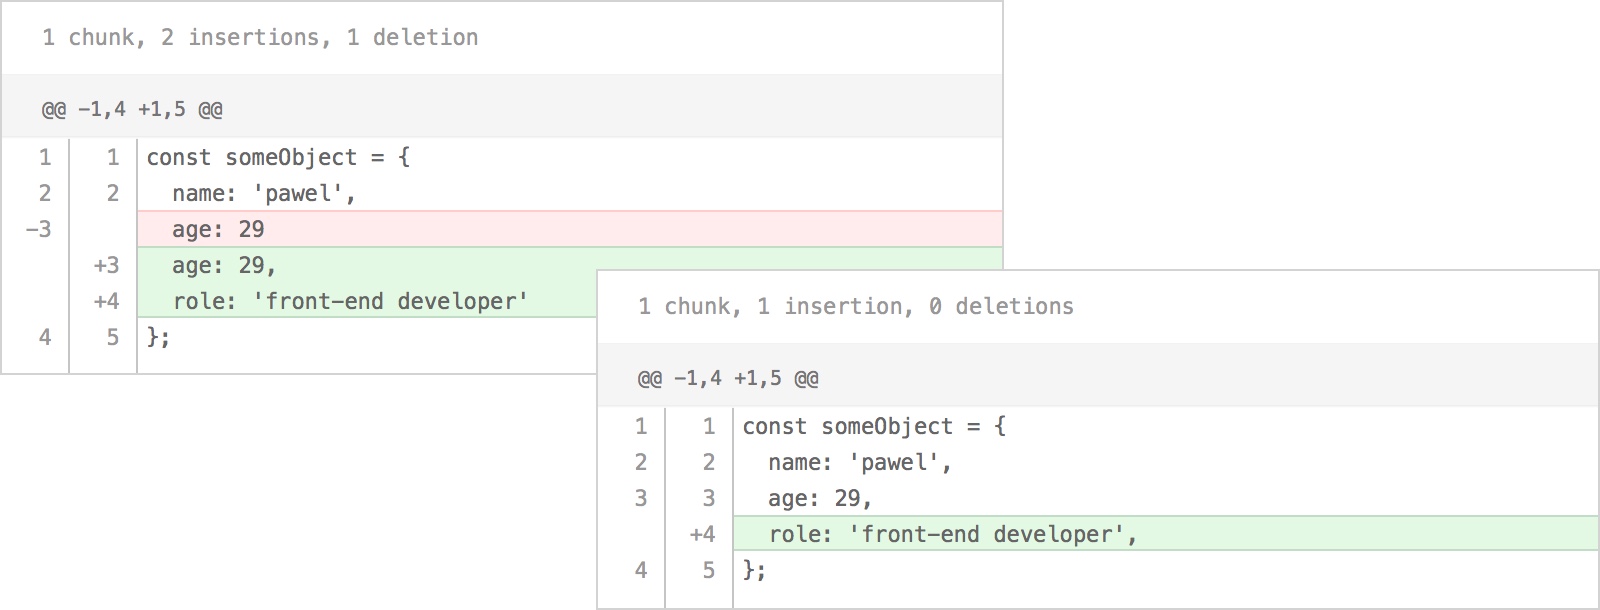 1 chunk, 2 insertions, 1 deletion
@@ −1,4 +1,5 @@
1 1 const someObject = {
2 2 name: 'pawel',
−3 age: 29
+3 age: 29,
+4 role: 'front-end developer'
4 5 };
1 chunk, 1 insertion, 0 deletions
@@ −1,4 +1,5 @@
1 1 const someObject = {
2 2 name: 'pawel',
3 3 age: 29,
+4 role: 'front-end developer',
4 5 };